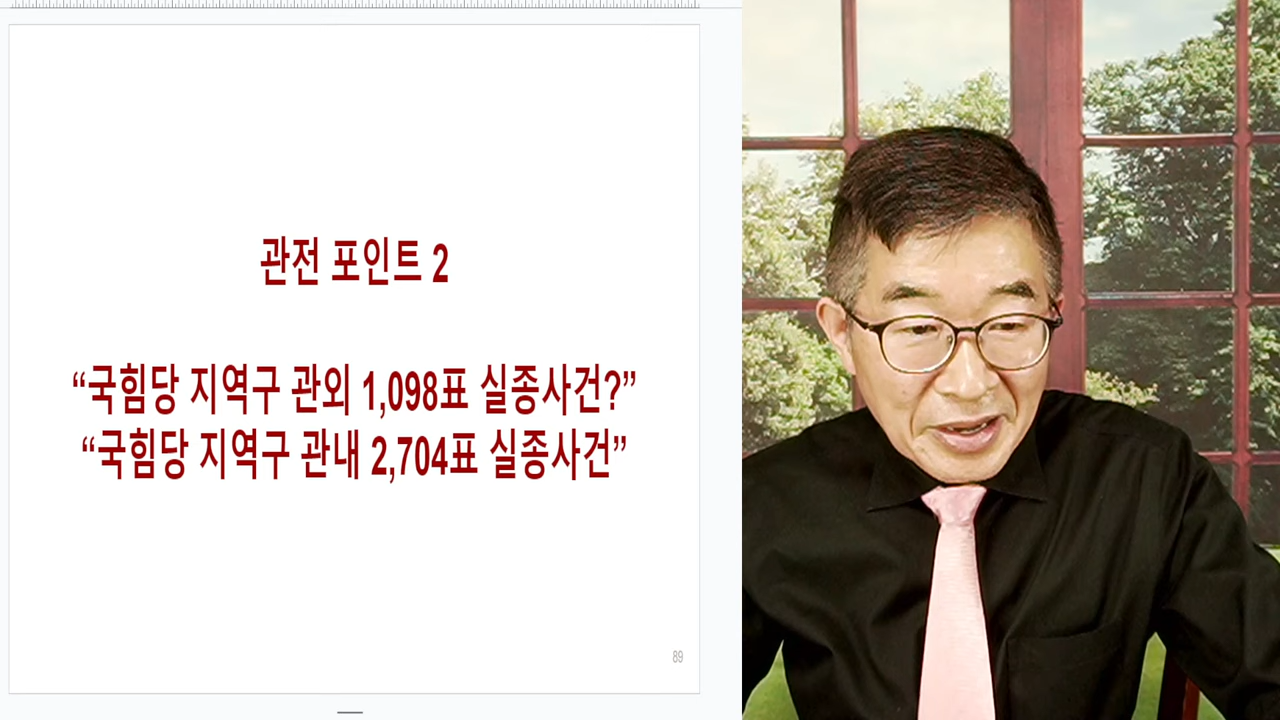 관전 포인트 2
“국힘당 지역구 관외 1,098표 실종사건?”
“국힘당 지역구 관내 2,704표 실종사건”
89